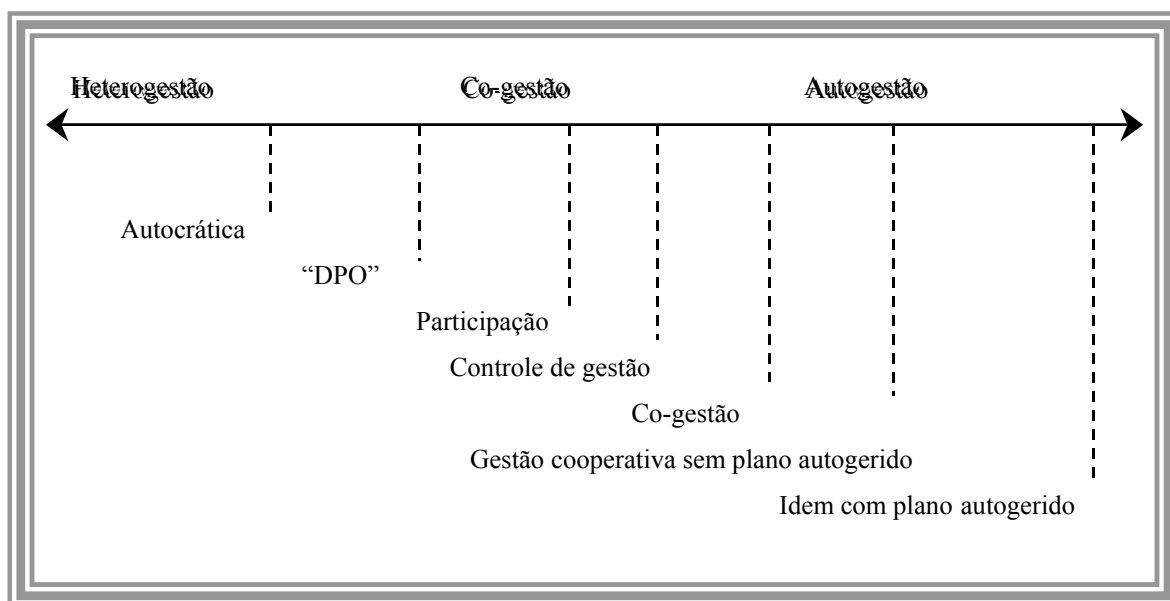 Heterogestão Co-gestão Autogestão
Autocrática
“DPO”
Participação
Controle de gestão
Co-gestão
Gestão cooperativa sem plano autogerido
Idem com plano autogerido